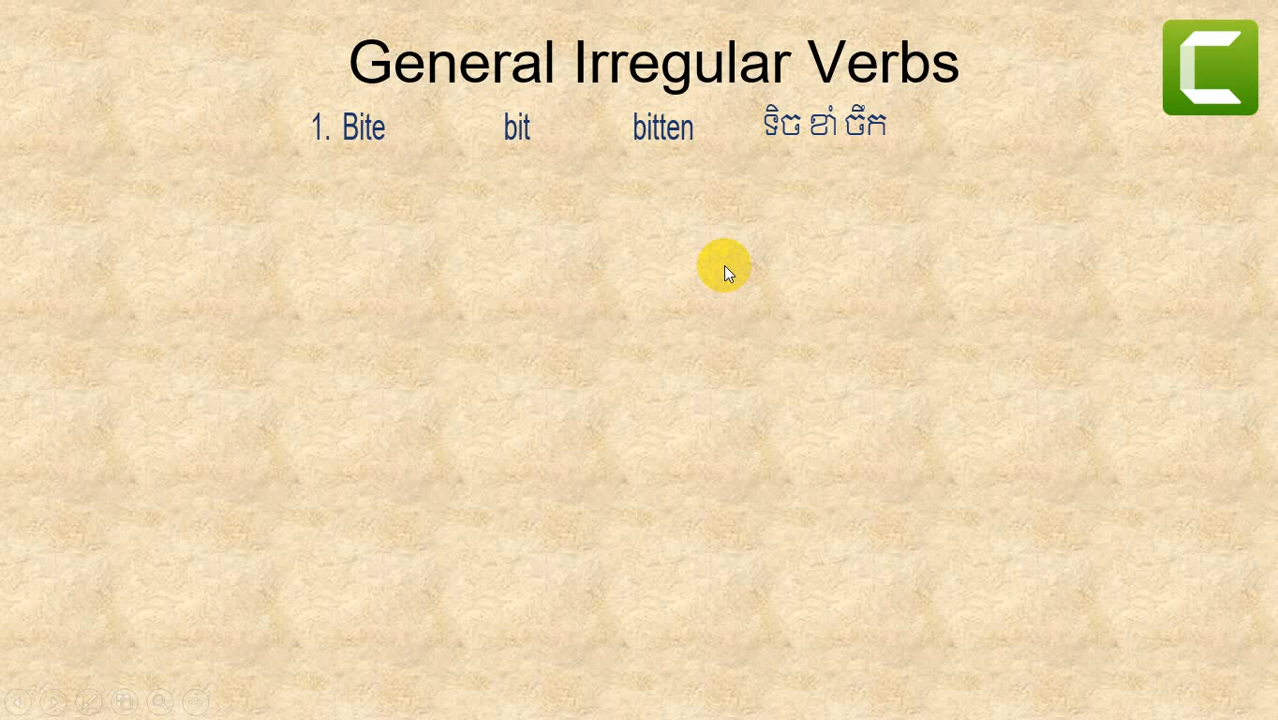 General Irregular Verbs
1. Bite bit bitten ទិច ខាំ ចឹក